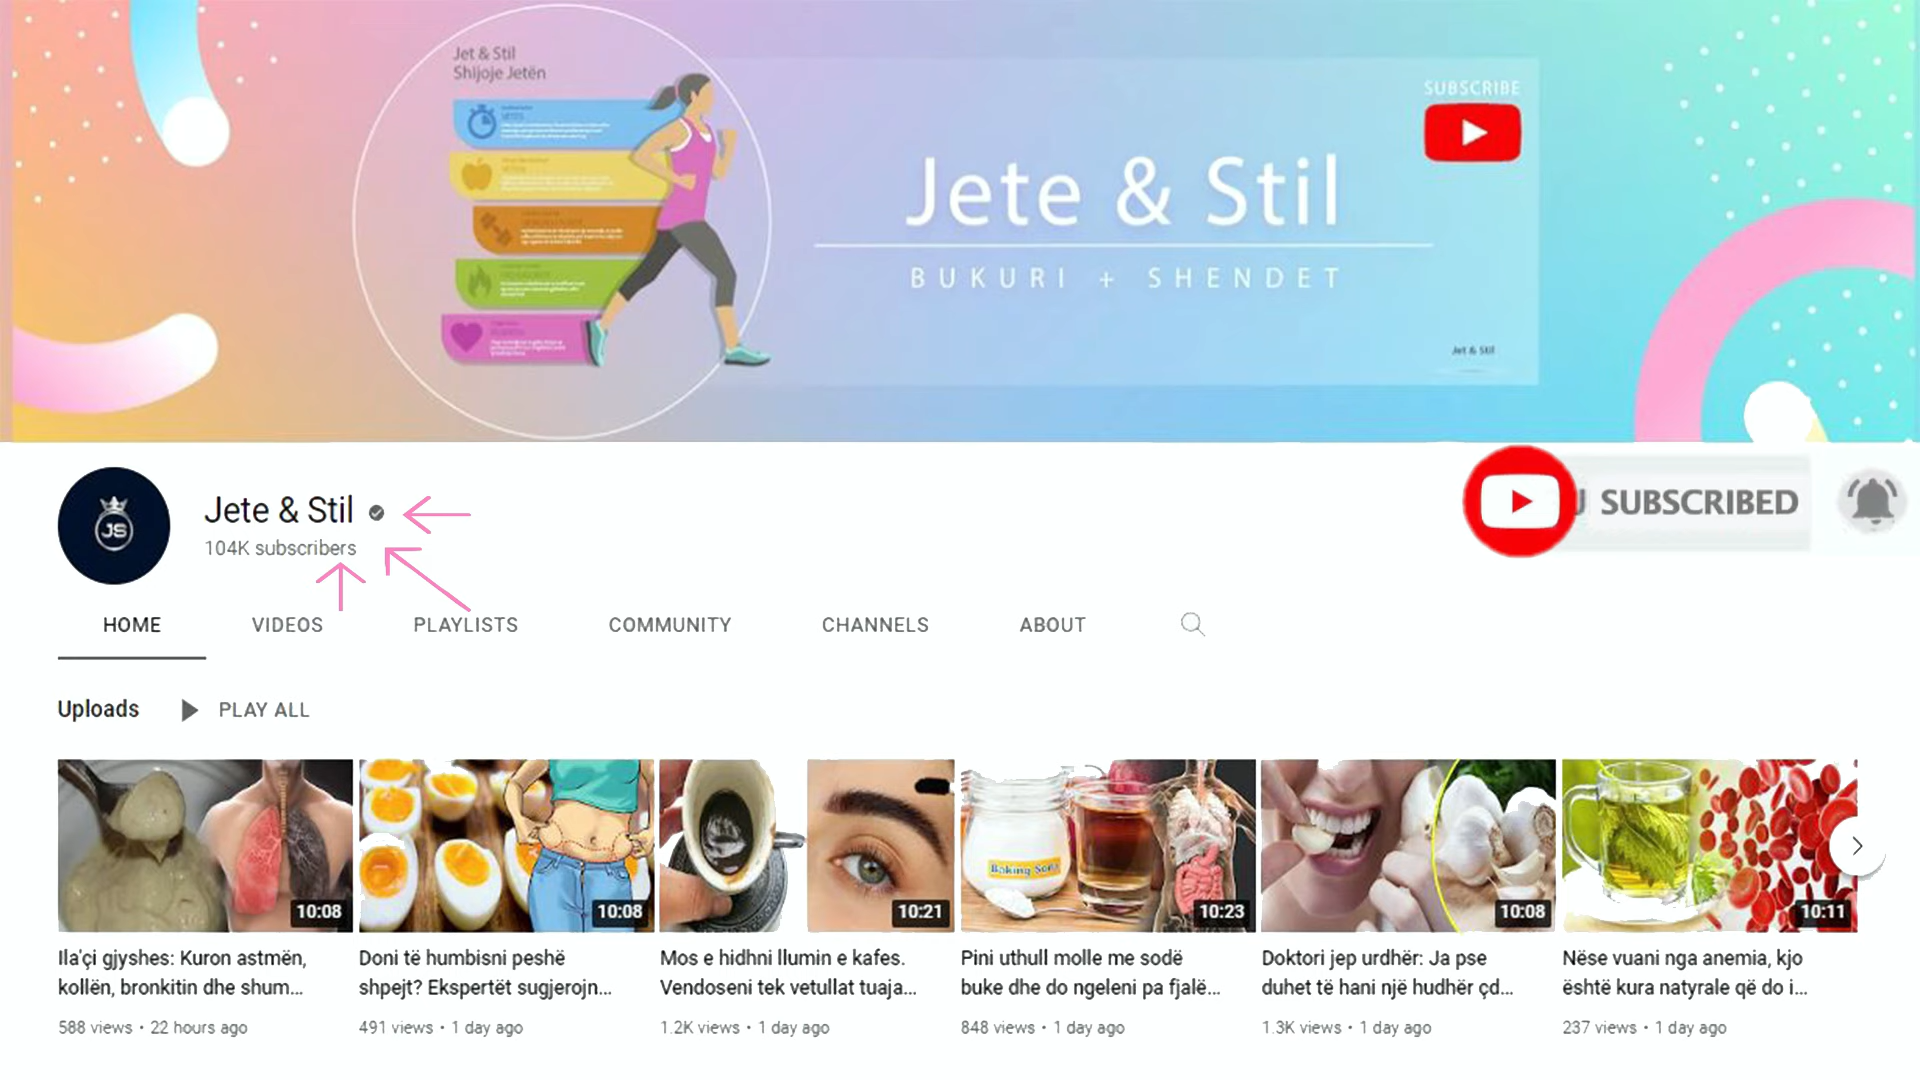 Jet & Stil
Shijoje Jetën
SUBSCRIBE
Jete & Stil
BUKURI + SHENDET
Jet & Stil
JS
Jete & Stil
104K subscribers
SUBSCRIBED
HOME VIDEOS PLAYLISTS COMMUNITY CHANNELS ABOUT
Uploads PLAY ALL
Baking Soda
10:08 10:08 10:21 10:23 10:08 10:11
Ila'çi gjyshes: Kuron astmën,
kollën, bronkitin dhe shum...
588 views • 22 hours ago
Doni të humbisni peshë
shpejt? Ekspertët sugjerojn...
491 views • 1 day ago
Mos e hidhni llumin e kafes.
Vendoseni tek vetullat tuaja...
1.2K views • 1 day ago
Pini uthull molle me sodë
buke dhe do ngeleni pa fjalë...
848 views • 1 day ago
Doktori jep urdhër: Ja pse
duhet të hani një hudhër çd...
1.3K views • 1 day ago
Nëse vuani nga anemia, kjo
është kura natyrale që do i...
237 views • 1 day ago